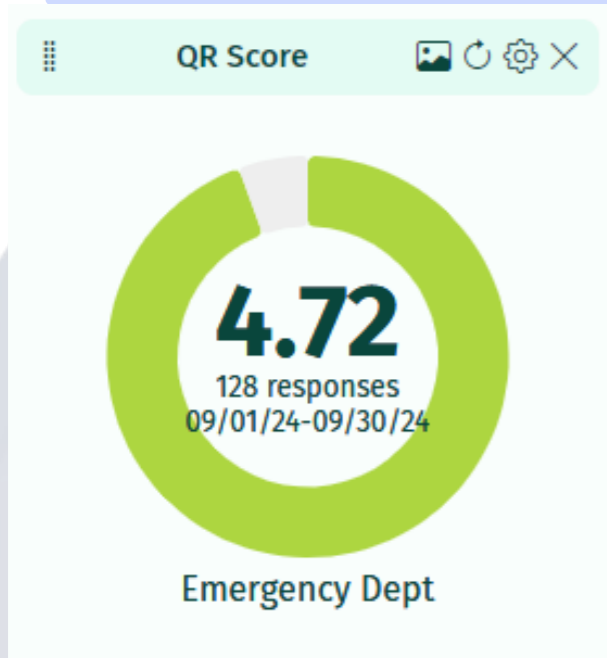 QR Score
4.72
128 responses
09/01/24-09/30/24
Emergency Dept